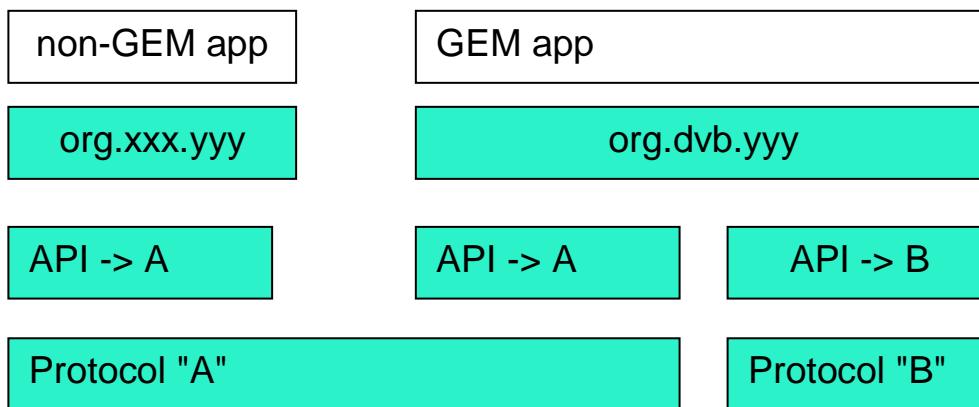 non-GEM app
GEM app
org.xxx.yyy
org.dvb.yyy
API -> A
API -> A
API -> B
Protocol "A"
Protocol "B"